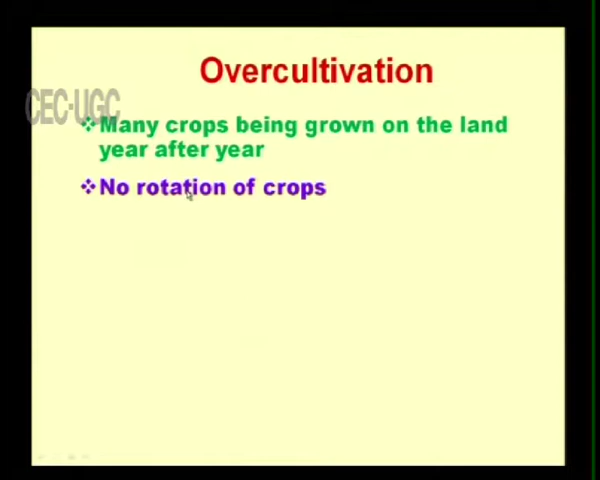 Overcultivation
CEC-UGC
❖Many crops being grown on the land
year after year
❖No rotation of crops